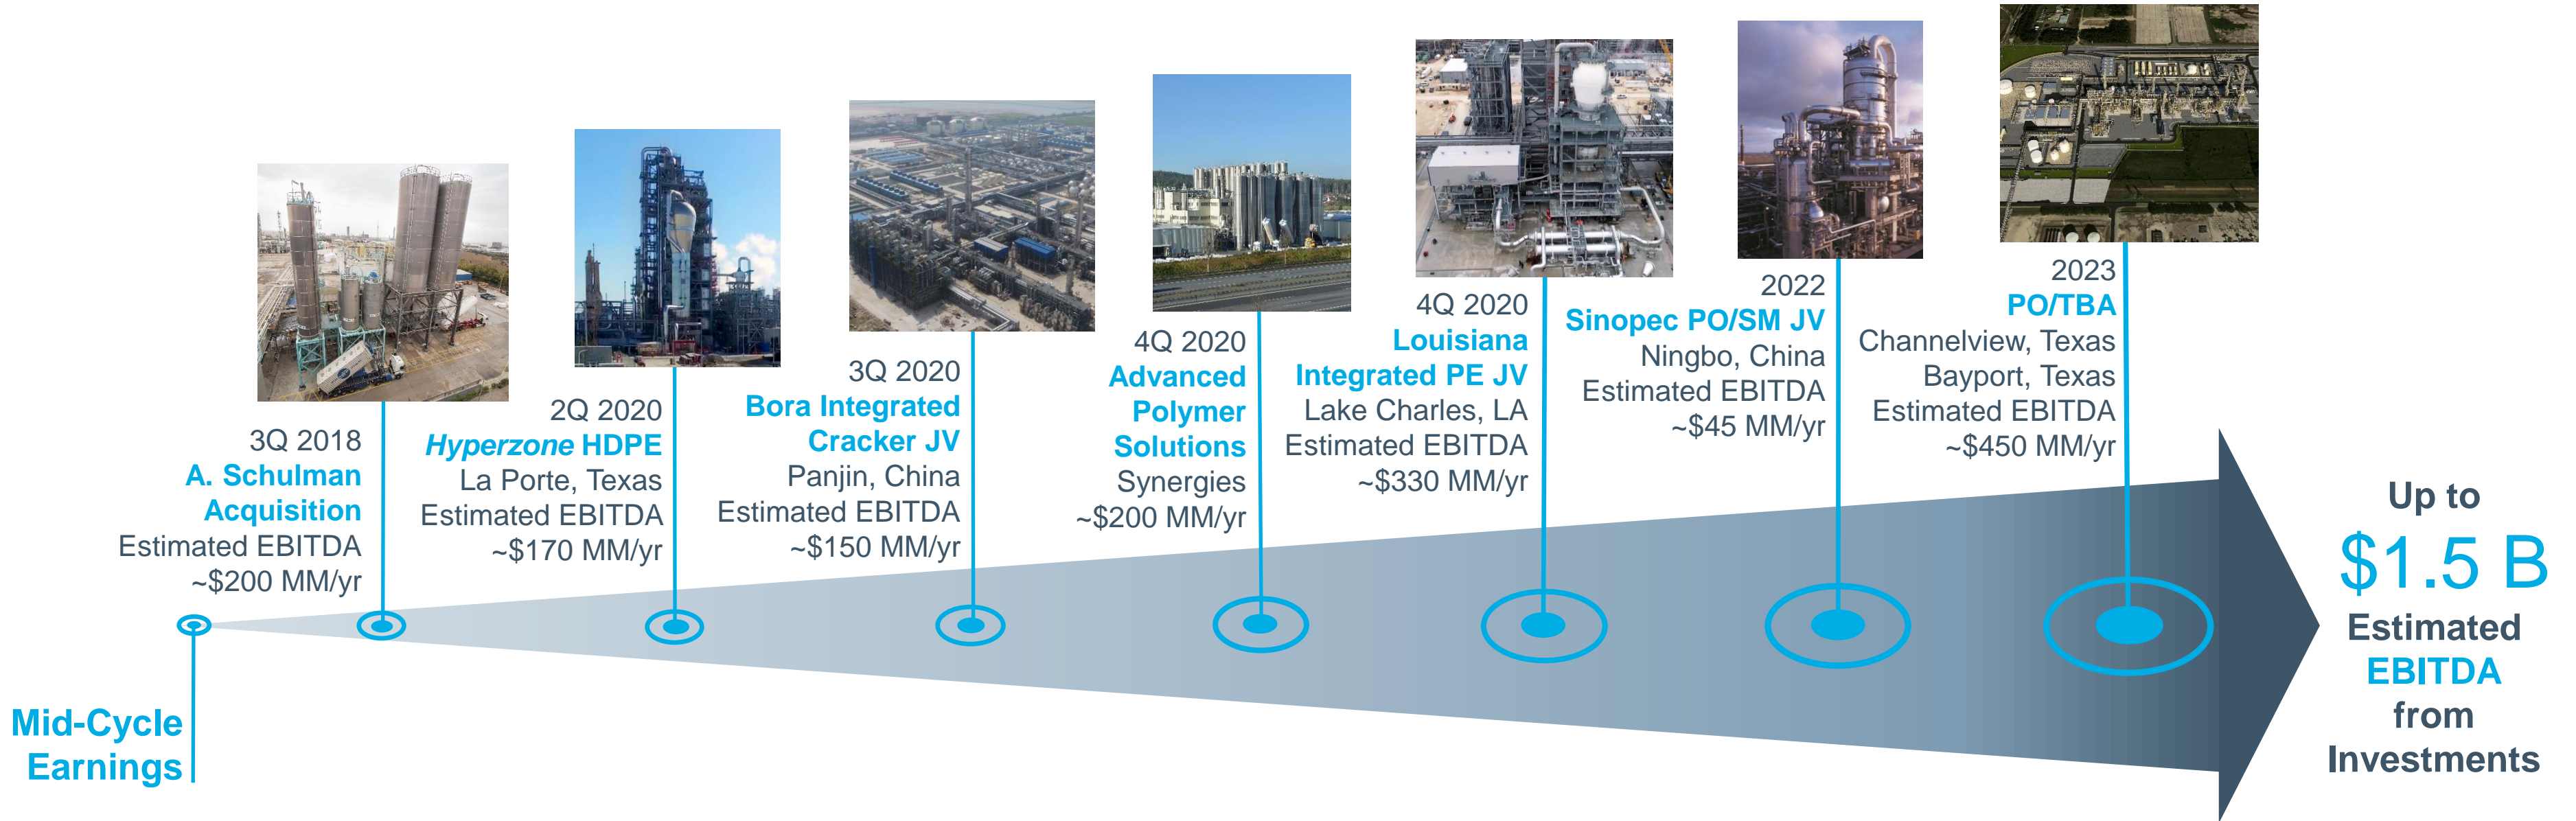 3Q 2018
A. Schulman
Acquisition
Estimated EBITDA
~$200 MM/yr
2Q 2020
Hyperzone HDPE
La Porte, Texas
Estimated EBITDA
~$170 MM/yr
3Q 2020
Bora Integrated
Cracker JV
Panjin, China
Estimated EBITDA
~$150 MM/yr
4Q 2020
Advanced
Polymer
Solutions
Synergies
~$200 MM/yr
4Q 2020
Louisiana
Integrated PE JV
Lake Charles, LA
Estimated EBITDA
~$330 MM/yr
2022
Sinopec PO/SM JV
Ningbo, China
Estimated EBITDA
~$45 MM/yr
2023
PO/TBA
Channelview, Texas
Bayport, Texas
Estimated EBITDA
~$450 MM/yr
Mid-Cycle
Earnings
Up to
$1.5 B
Estimated
EBITDA
from
Investments